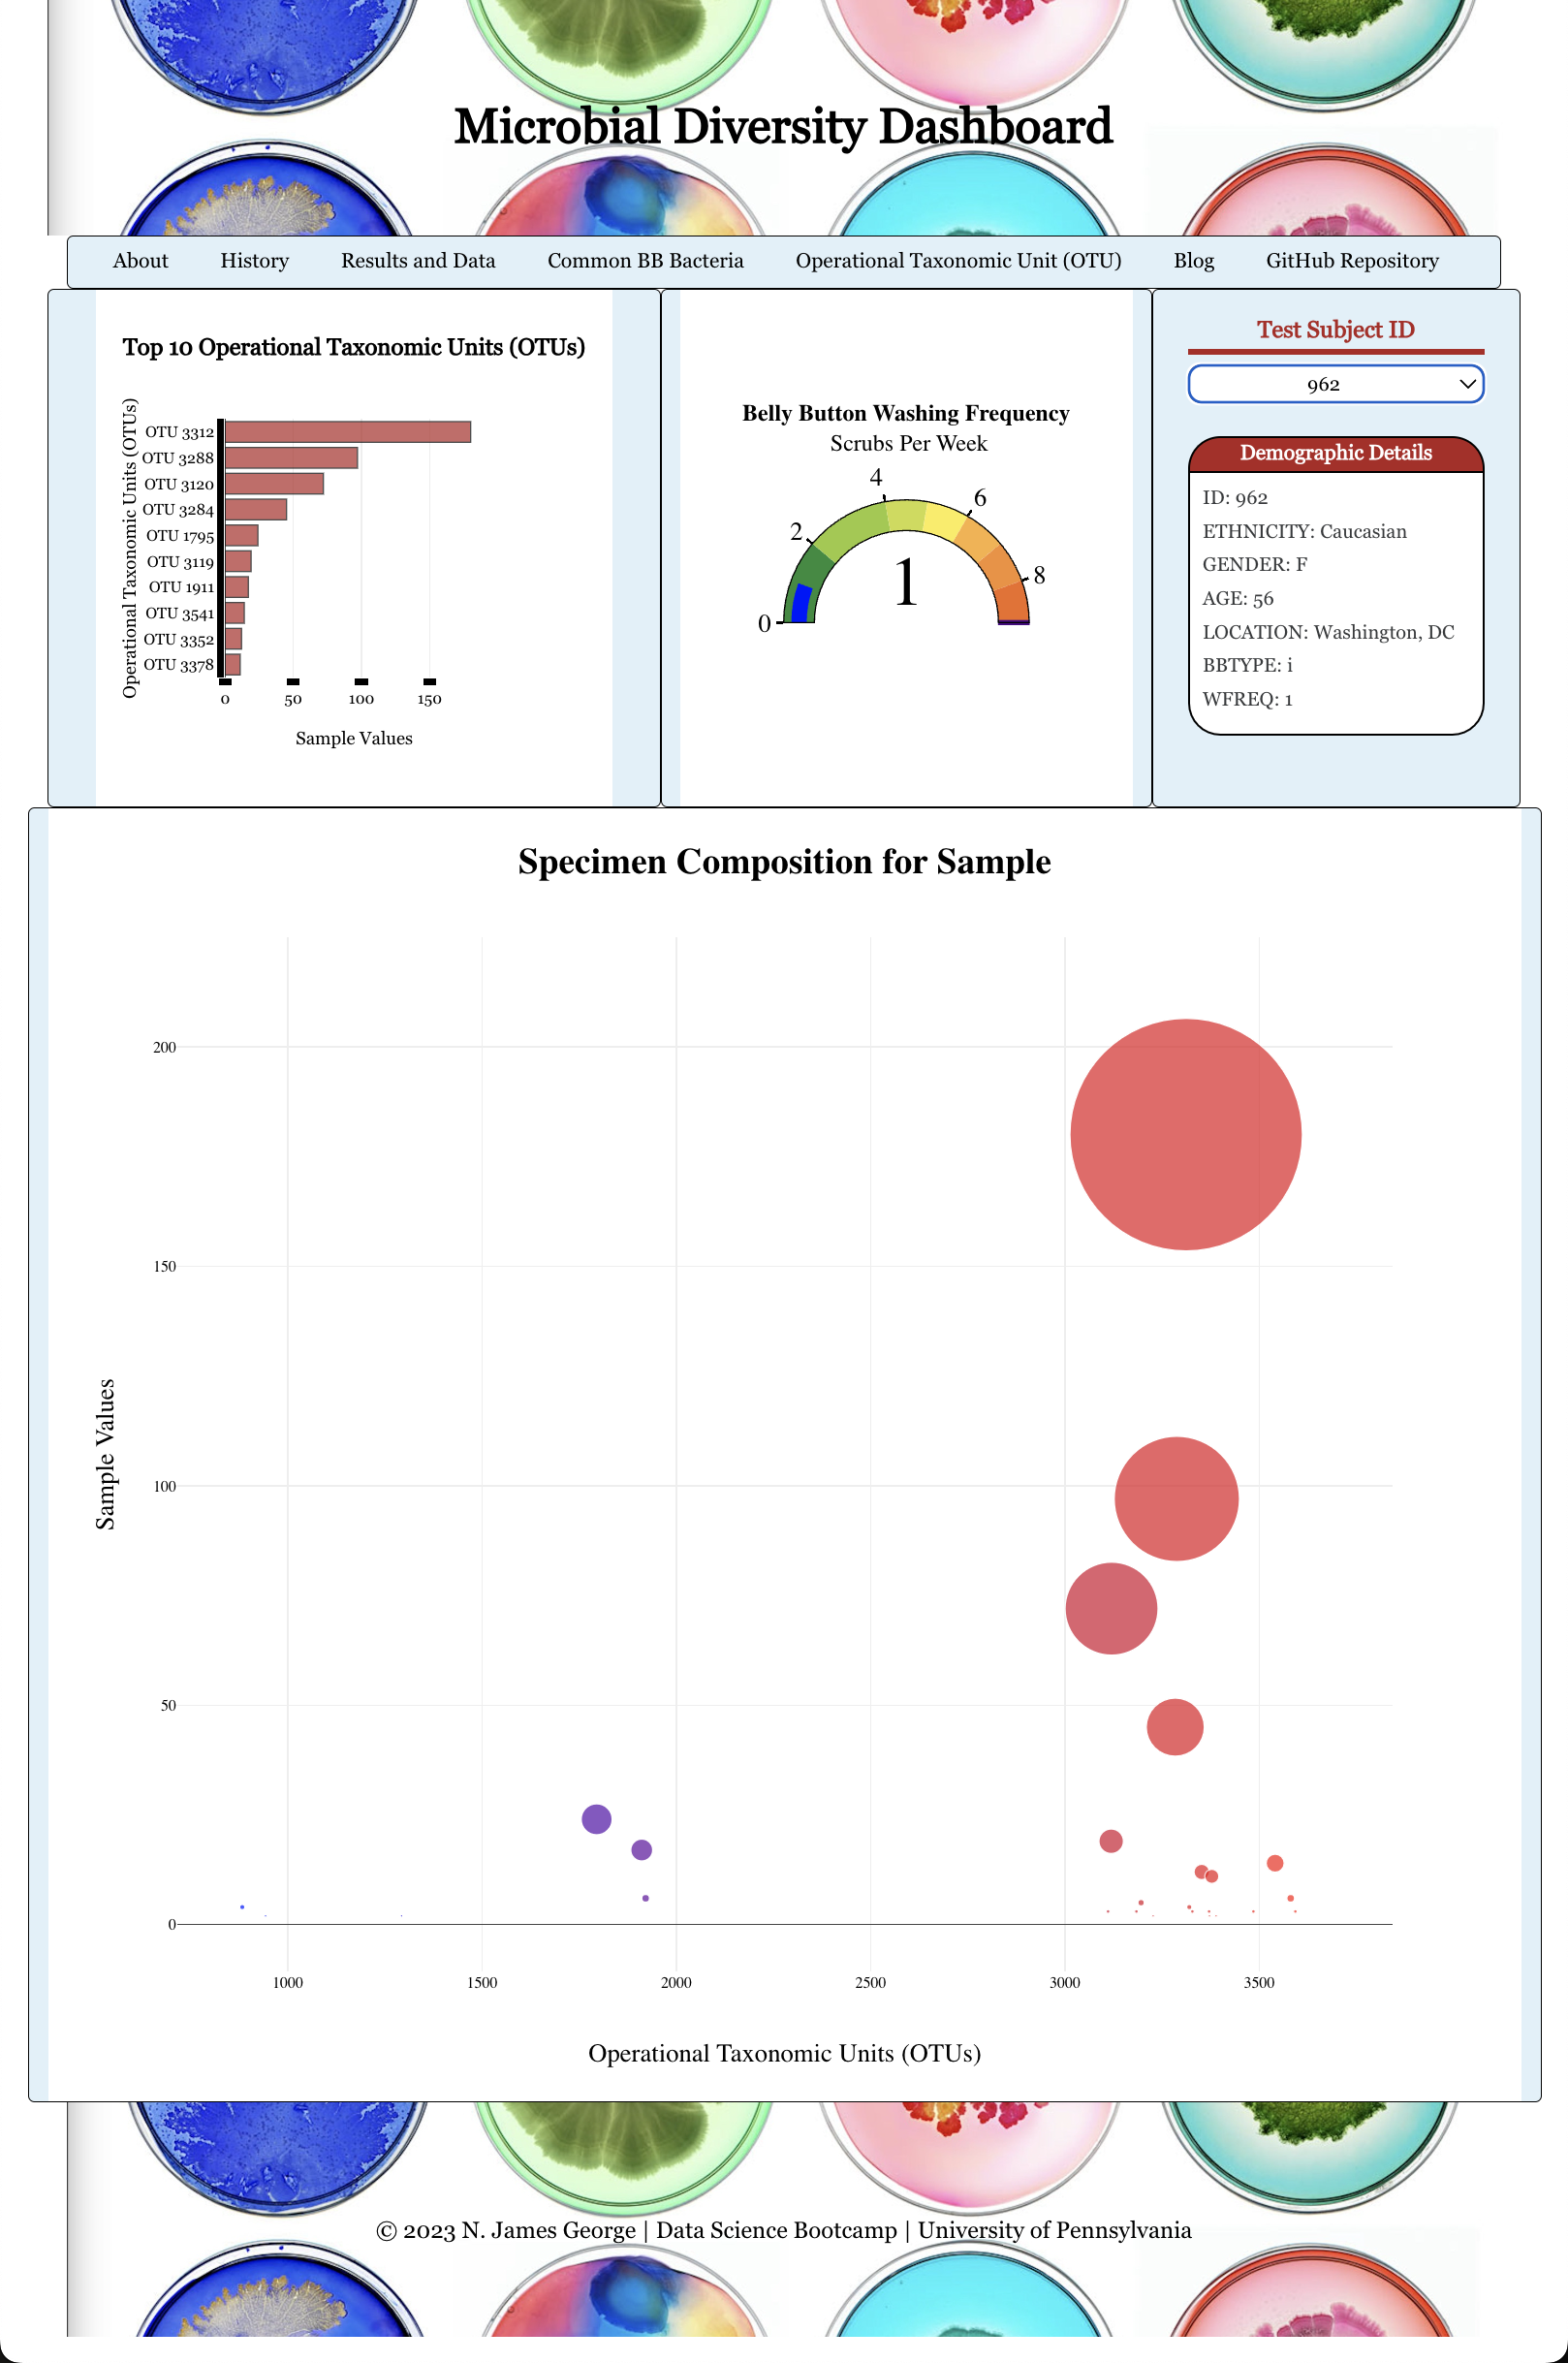 Microbial Diversity Dashboard
About History Results and Data Common BB Bacteria Operational Taxonomic Unit (OTU) Blog GitHub Repository
Top 10 Operational Taxonomic Units (OTUs)
Operational Taxonomic Units (OTUs)
OTU 3312
OTU 3288
OTU 3120
OTU 3284
OTU 1795
OTU 3119
OTU 1911
OTU 3541
OTU 3352
OTU 3378
0 50 100 150
Sample Values
Belly Button Washing Frequency
Scrubs Per Week
0 2 4 6 8
1
Test Subject ID
962
Demographic Details
ID: 962
ETHNICITY: Caucasian
GENDER: F
AGE: 56
LOCATION: Washington, DC
BBTYPE: i
WFREQ: 1
Specimen Composition for Sample
Sample Values
200
150
100
50
0
1000 1500 2000 2500 3000 3500
Operational Taxonomic Units (OTUs)
© 2023 N. James George | Data Science Bootcamp | University of Pennsylvania